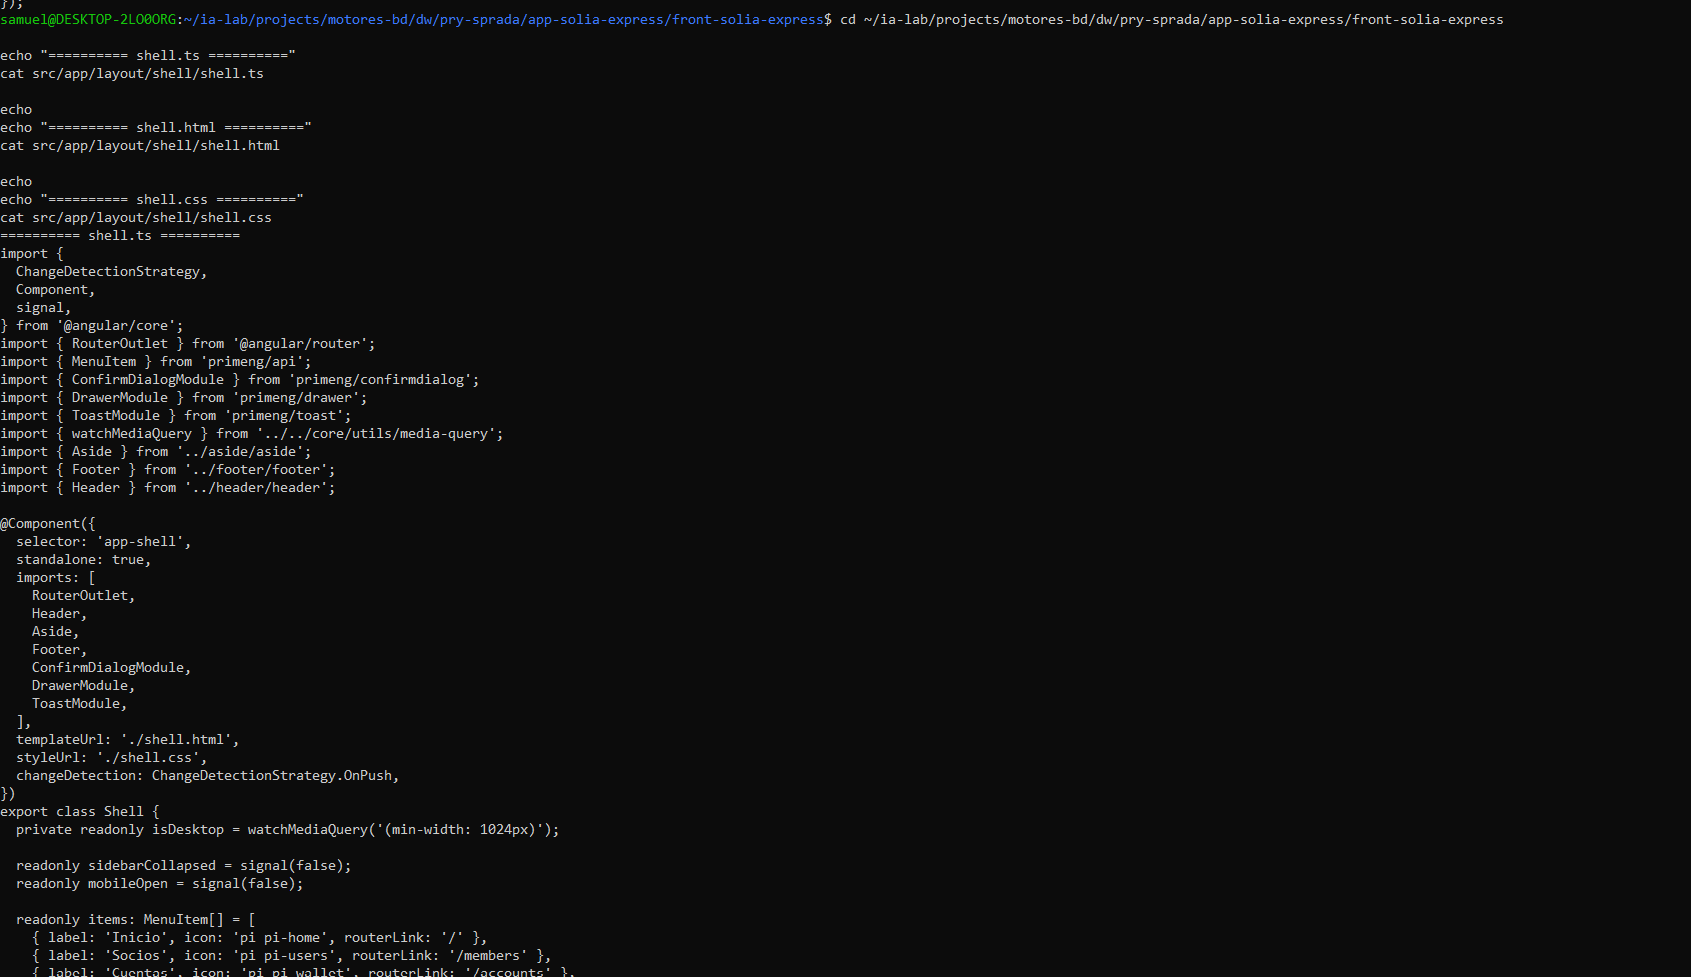 });
samuel@DESKTOP-2LO0ORG:~/ia-lab/projects/motores-bd/dw/pry-sprada/app-solia-express/front-solia-express$ cd ~/ia-lab/projects/motores-bd/dw/pry-sprada/app-solia-express/front-solia-express
echo "========== shell.ts =========="
cat src/app/layout/shell/shell.ts
echo
echo "========== shell.html =========="
cat src/app/layout/shell/shell.html
echo
echo "========== shell.css =========="
cat src/app/layout/shell/shell.css
========== shell.ts ==========
import {
  ChangeDetectionStrategy,
  Component,
  signal,
} from '@angular/core';
import { RouterOutlet } from '@angular/router';
import { MenuItem } from 'primeng/api';
import { ConfirmDialogModule } from 'primeng/confirmdialog';
import { DrawerModule } from 'primeng/drawer';
import { ToastModule } from 'primeng/toast';
import { watchMediaQuery } from '../../core/utils/media-query';
import { Aside } from '../aside/aside';
import { Footer } from '../footer/footer';
import { Header } from '../header/header';
@Component({
  selector: 'app-shell',
  standalone: true,
  imports: [
    RouterOutlet,
    Header,
    Aside,
    Footer,
    ConfirmDialogModule,
    DrawerModule,
    ToastModule,
  ],
  templateUrl: './shell.html',
  styleUrl: './shell.css',
  changeDetection: ChangeDetectionStrategy.OnPush,
})
export class Shell {
  private readonly isDesktop = watchMediaQuery('(min-width: 1024px)');
  readonly sidebarCollapsed = signal(false);
  readonly mobileOpen = signal(false);
  readonly items: MenuItem[] = [
    { label: 'Inicio', icon: 'pi pi-home', routerLink: '/' },
    { label: 'Socios', icon: 'pi pi-users', routerLink: '/members' },
    { label: 'Cuentas', icon: 'pi pi-wallet', routerLink: '/accounts' },